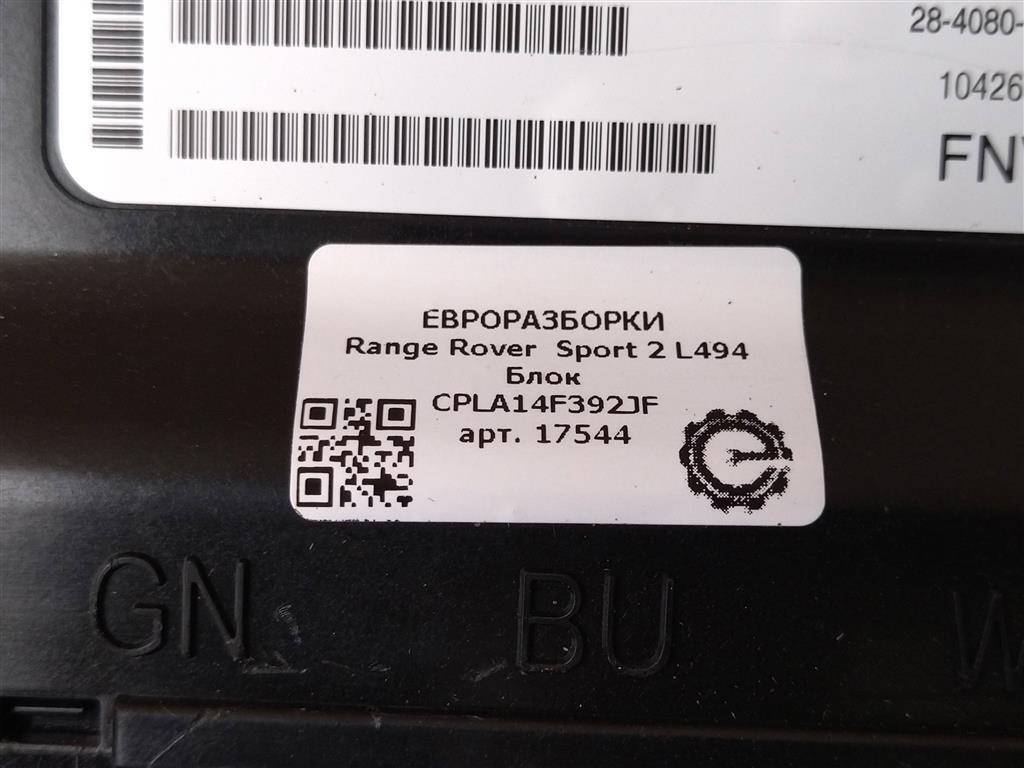 28-4080-
10426
FN
ЕВРОРАЗБОРКИ
Range Rover Sport 2 L494
Блок
CPLA14F392JF
арт. 17544
GN BU